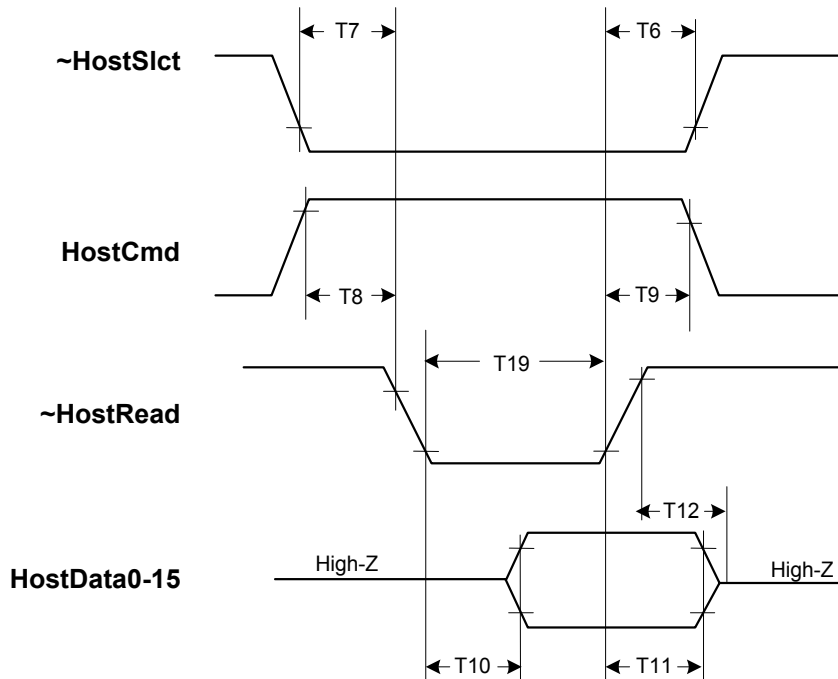 T7
T6
~HostSlct
HostCmd
T8
T9
T19
~HostRead
T12
High-Z
High-Z
HostData0-15
T10
T11